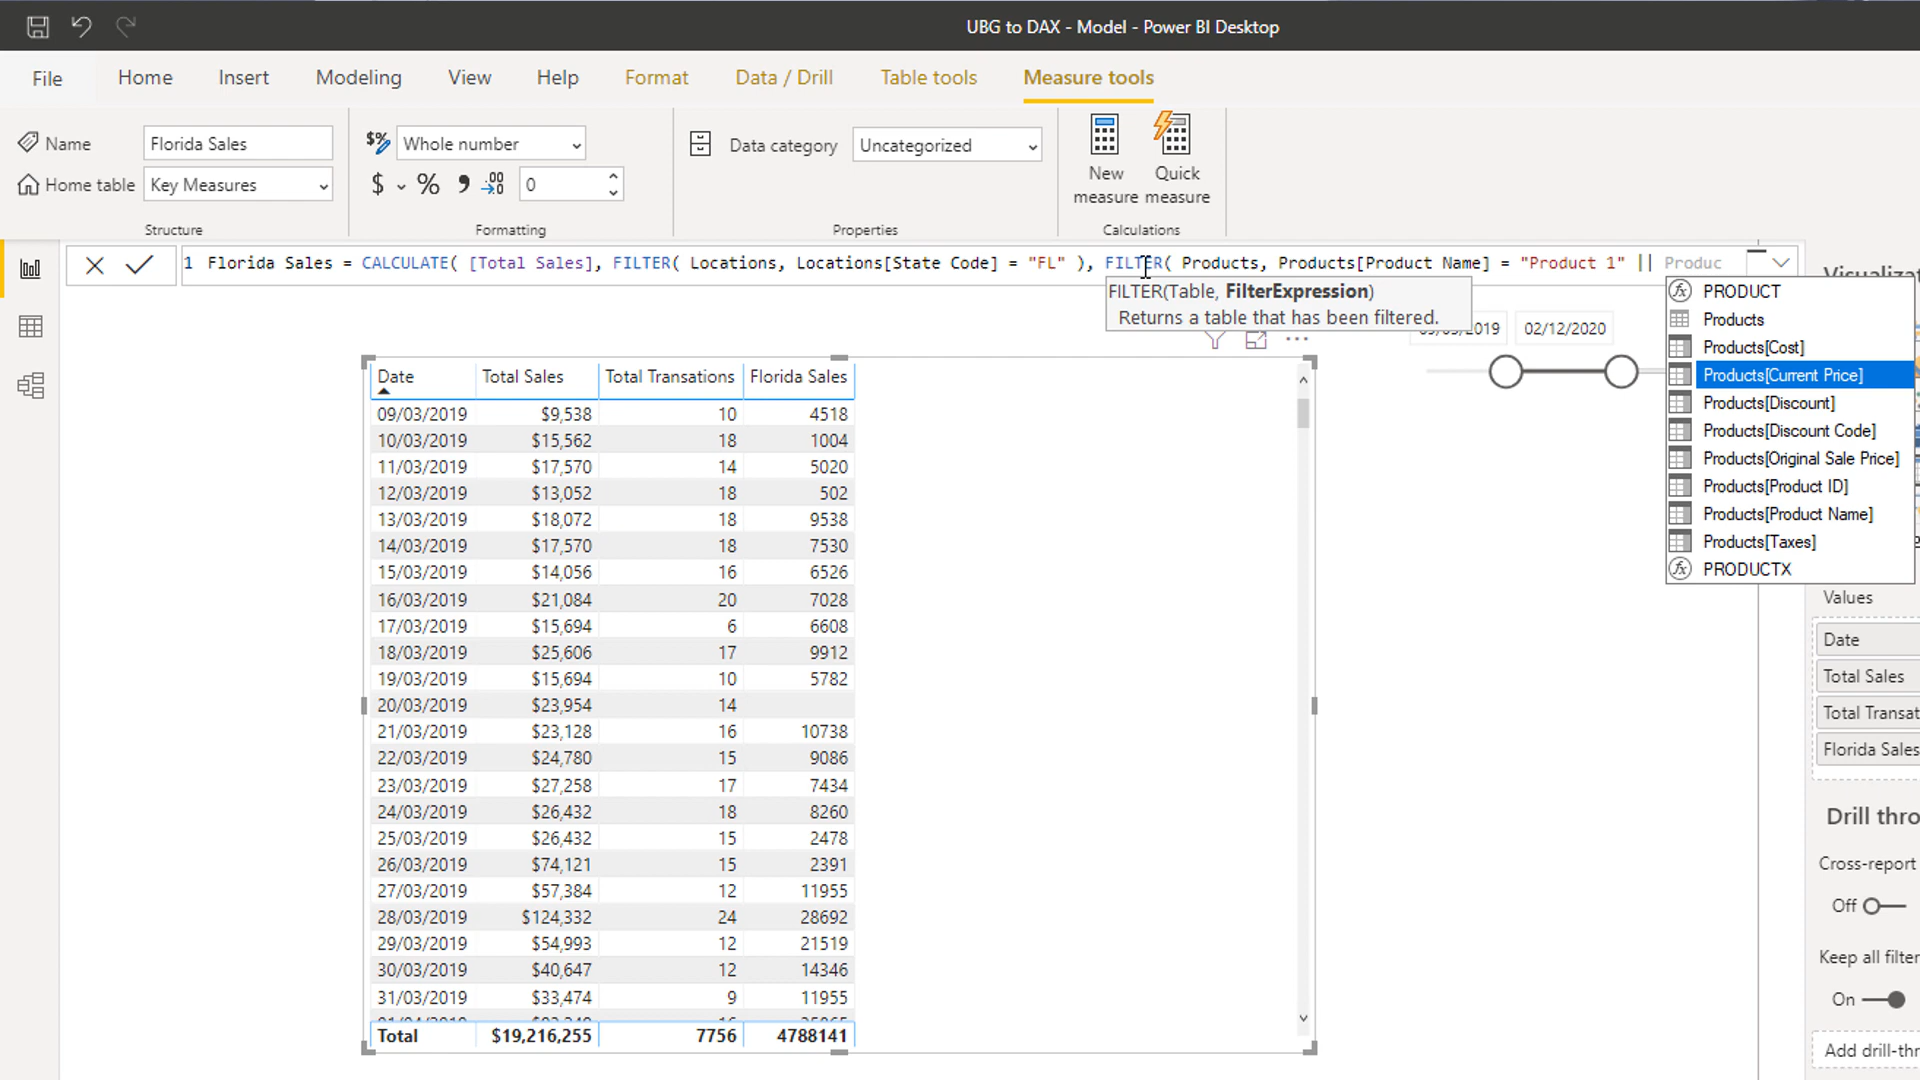 UBG to DAX - Model - Power BI Desktop
File Home Insert Modeling View Help Format Data / Drill Table tools Measure tools
Name Florida Sales
Home table Key Measures
Structure
Whole number
$ % 9 .00 0
Formatting
Data category Uncategorized
Properties
New measure
Quick measure
Calculations
1 Florida Sales = CALCULATE( [Total Sales], FILTER( Locations, Locations[State Code] = "FL" ), FILTER( Products, Products[Product Name] = "Product 1" || Produc
FILTER(Table, FilterExpression)
Returns a table that has been filtered.
PRODUCT
Products
Products[Cost]
Products[Current Price]
Products[Discount]
Products[Discount Code]
Products[Original Sale Price]
Products[Product ID]
Products[Product Name]
Products[Taxes]
PRODUCTX
02/12/2020
Date Total Sales Total Transations Florida Sales
09/03/2019 $9,538 10 4518
10/03/2019 $15,562 18 1004
11/03/2019 $17,570 14 5020
12/03/2019 $13,052 18 502
13/03/2019 $18,072 18 9538
14/03/2019 $17,570 18 7530
15/03/2019 $14,056 16 6526
16/03/2019 $21,084 20 7028
17/03/2019 $15,694 6 6608
18/03/2019 $25,606 17 9912
19/03/2019 $15,694 10 5782
20/03/2019 $23,954 14
21/03/2019 $23,128 16 10738
22/03/2019 $24,780 15 9086
23/03/2019 $27,258 17 7434
24/03/2019 $26,432 18 8260
25/03/2019 $26,432 15 2478
26/03/2019 $74,121 15 2391
27/03/2019 $57,384 12 11955
28/03/2019 $124,332 24 28692
29/03/2019 $54,993 12 21519
30/03/2019 $40,647 12 14346
31/03/2019 $33,474 9 11955
Total $19,216,255 7756 4788141
Values
Date
Total Sales
Total Transat
Florida Sales
Drill thro
Cross-report
Off
Keep all filter
On
Add drill-thr